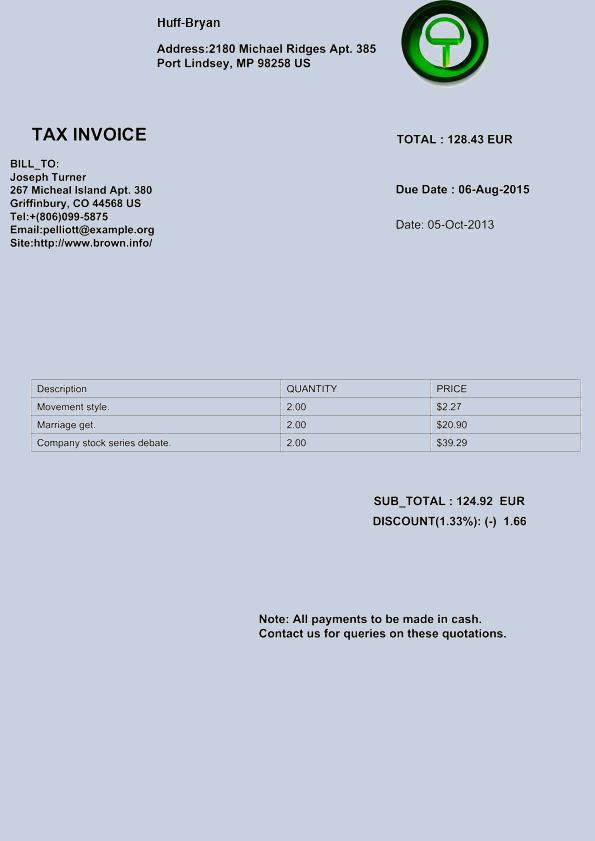 Huff-Bryan
Address:2180 Michael Ridges Apt. 385
Port Lindsey, MP 98258 US
TAX INVOICE
TOTAL : 128.43 EUR
BILL_TO:
Joseph Turner
267 Micheal Island Apt. 380
Griffinbury, CO 44568 US
Tel:+(806)099-5875
Email:pelliott@example.org
Site:http://www.brown.info/
Due Date : 06-Aug-2015
Date: 05-Oct-2013
Description QUANTITY PRICE
Movement style. 2.00 $2.27
Marriage get. 2.00 $20.90
Company stock series debate. 2.00 $39.29
SUB_TOTAL : 124.92 EUR
DISCOUNT(1.33%): (-) 1.66
Note: All payments to be made in cash.
Contact us for queries on these quotations.